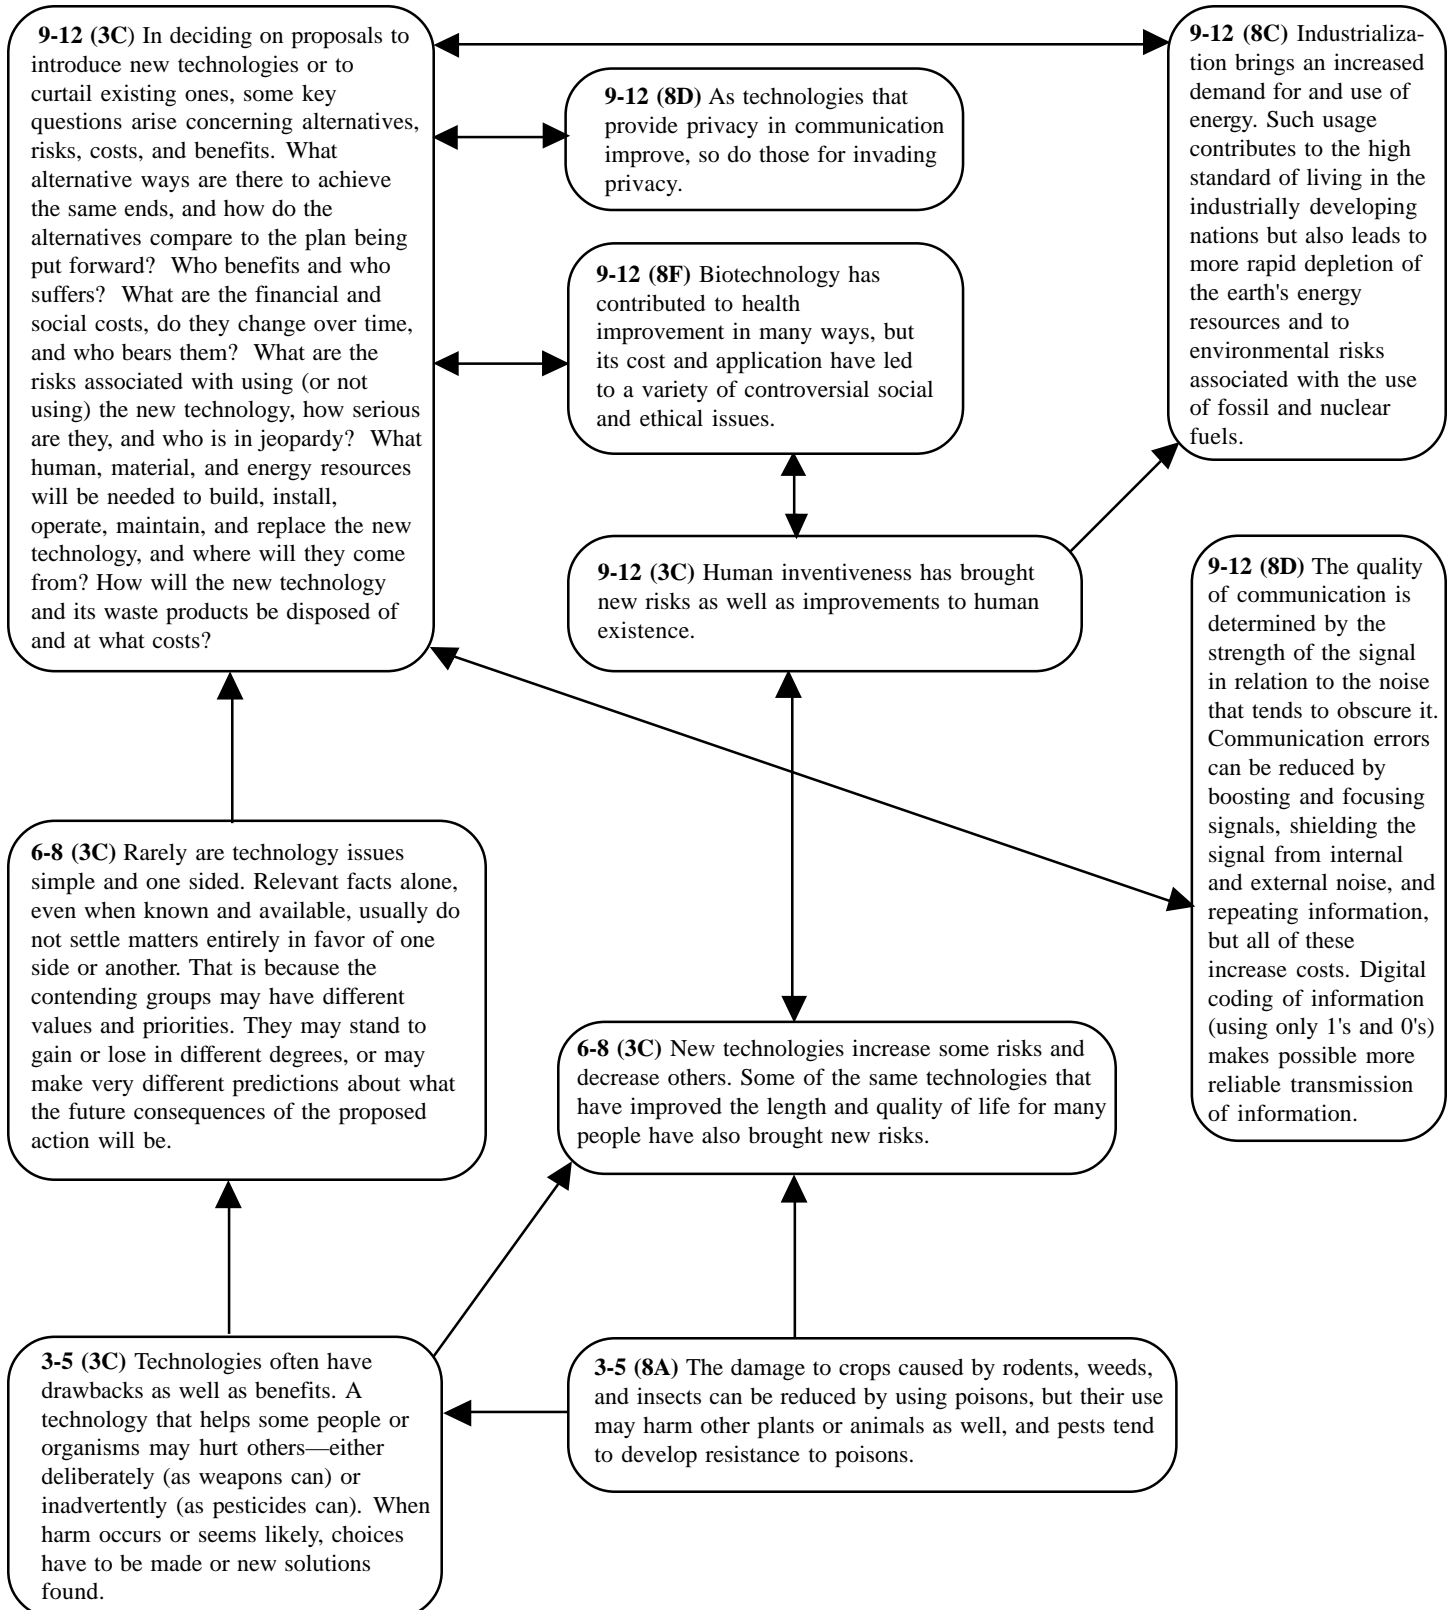 9-12 (3C) In deciding on proposals to
introduce new technologies or to
curtail existing ones, some key
questions arise concerning alternatives,
risks, costs, and benefits. What
alternative ways are there to achieve
the same ends, and how do the
alternatives compare to the plan being
put forward?  Who benefits and who
suffers?  What are the financial and
social costs, do they change over time,
and who bears them?  What are the
risks associated with using (or not
using) the new technology, how serious
are they, and who is in jeopardy?  What
human, material, and energy resources
will be needed to build, install,
operate, maintain, and replace the new
technology, and where will they come
from? How will the new technology
and its waste products be disposed of
and at what costs?
9-12 (8D) As technologies that
provide privacy in communication
improve, so do those for invading
privacy.
9-12 (8F) Biotechnology has
contributed to health
improvement in many ways, but
its cost and application have led
to a variety of controversial social
and ethical issues.
9-12 (8C) Industrializa-
tion brings an increased
demand for and use of
energy. Such usage
contributes to the high
standard of living in the
industrially developing
nations but also leads to
more rapid depletion of
the earth's energy
resources and to
environmental risks
associated with the use
of fossil and nuclear
fuels.
9-12 (3C) Human inventiveness has brought
new risks as well as improvements to human
existence.
9-12 (8D) The quality
of communication is
determined by the
strength of the signal
in relation to the noise
that tends to obscure it.
Communication errors
can be reduced by
boosting and focusing
signals, shielding the
signal from internal
and external noise, and
repeating information,
but all of these
increase costs. Digital
coding of information
(using only 1's and 0's)
makes possible more
reliable transmission
of information.
6-8 (3C) Rarely are technology issues
simple and one sided. Relevant facts alone,
even when known and available, usually do
not settle matters entirely in favor of one
side or another. That is because the
contending groups may have different
values and priorities. They may stand to
gain or lose in different degrees, or may
make very different predictions about what
the future consequences of the proposed
action will be.
6-8 (3C) New technologies increase some risks and
decrease others. Some of the same technologies that
have improved the length and quality of life for many
people have also brought new risks.
3-5 (3C) Technologies often have
drawbacks as well as benefits. A
technology that helps some people or
organisms may hurt others—either
deliberately (as weapons can) or
inadvertently (as pesticides can). When
harm occurs or seems likely, choices
have to be made or new solutions
found.
3-5 (8A) The damage to crops caused by rodents, weeds,
and insects can be reduced by using poisons, but their use
may harm other plants or animals as well, and pests tend
to develop resistance to poisons.